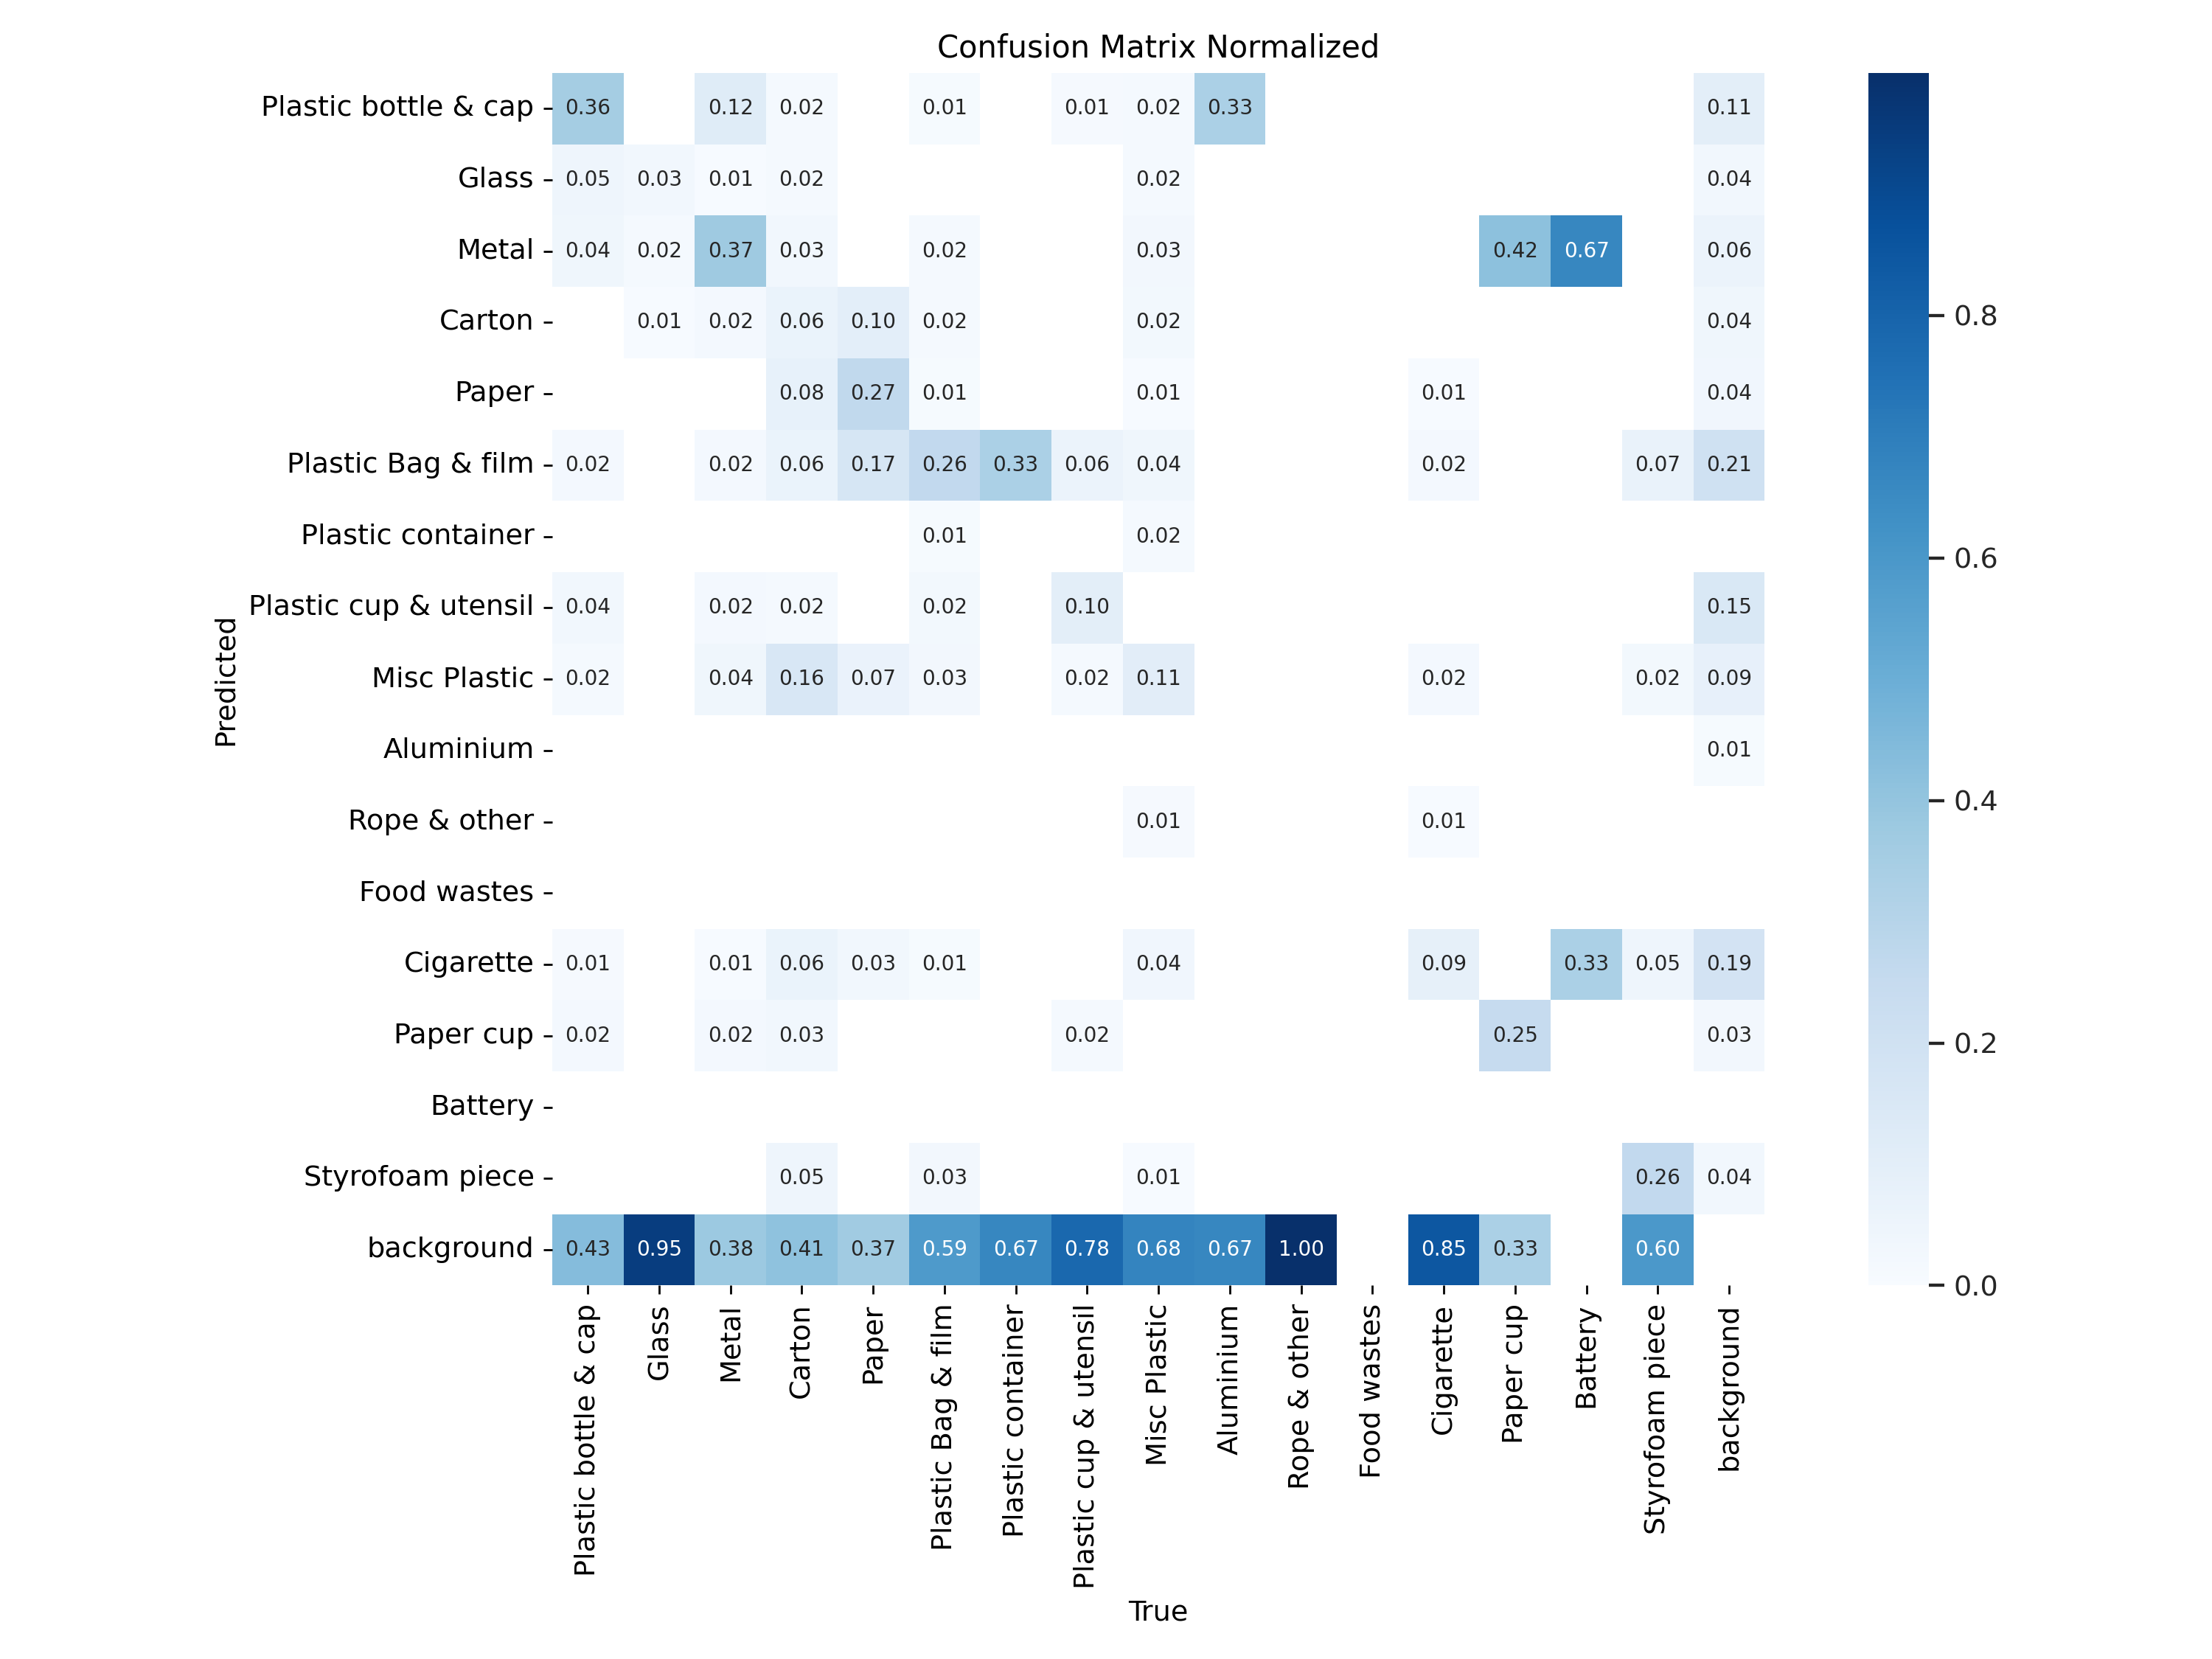 Confusion Matrix Normalized
Plastic bottle & cap 0.36 0.12 0.02 0.01 0.01 0.02 0.33 0.11
Glass 0.05 0.03 0.01 0.02 0.02 0.04
Metal 0.04 0.02 0.37 0.03 0.02 0.03 0.42 0.67 0.06
Carton 0.01 0.02 0.06 0.10 0.02 0.02 0.04
Paper 0.08 0.27 0.01 0.01 0.01 0.04
Plastic Bag & film 0.02 0.02 0.06 0.17 0.26 0.33 0.06 0.04 0.02 0.07 0.21
Plastic container 0.01 0.02
Plastic cup & utensil 0.04 0.02 0.02 0.02 0.10 0.15
Misc Plastic 0.02 0.04 0.16 0.07 0.03 0.02 0.11 0.02 0.02 0.09
Aluminium 0.01
Rope & other 0.01 0.01
Food wastes
Cigarette 0.01 0.01 0.06 0.03 0.01 0.04 0.09 0.33 0.05 0.19
Paper cup 0.02 0.02 0.03 0.02 0.25 0.03
Battery
Styrofoam piece 0.05 0.03 0.01 0.26 0.04
background 0.43 0.95 0.38 0.41 0.37 0.59 0.67 0.78 0.68 0.67 1.00 0.85 0.33 0.60
Predicted
Plastic bottle & cap
Glass
Metal
Carton
Paper
Plastic Bag & film
Plastic container
Plastic cup & utensil
Misc Plastic
Aluminium
Rope & other
Food wastes
Cigarette
Paper cup
Battery
Styrofoam piece
background
True
0.8
0.6
0.4
0.2
0.0